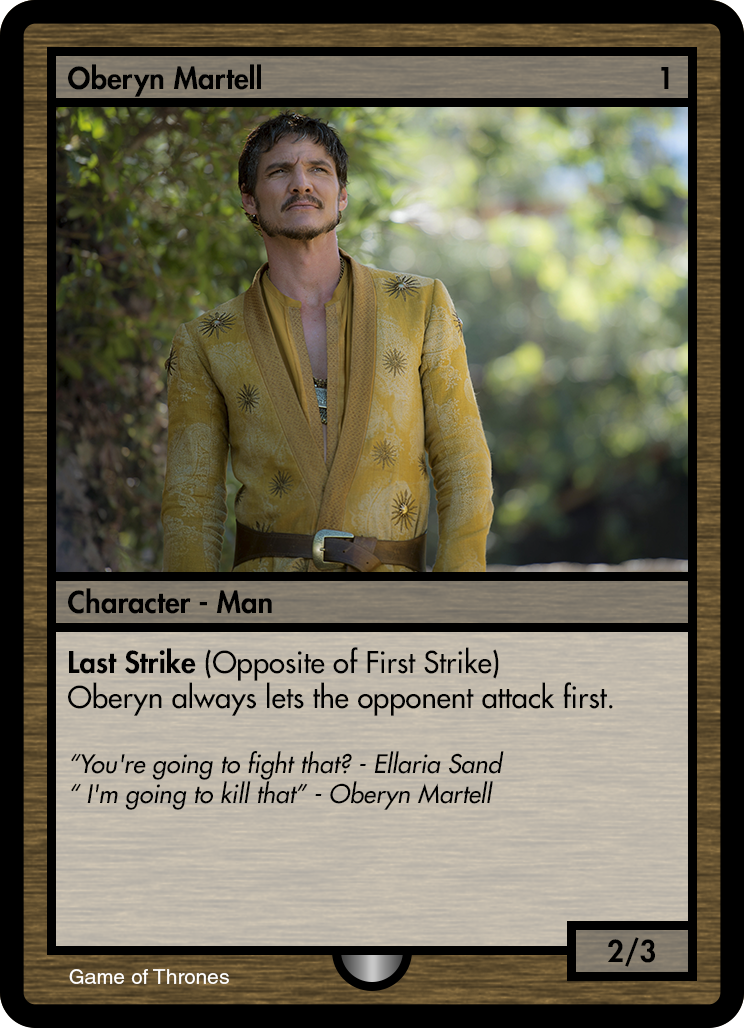 Oberyn Martell 1
Character - Man
Last Strike (Opposite of First Strike)
Oberyn always lets the opponent attack first.
“You're going to fight that? - Ellaria Sand
“ I'm going to kill that” - Oberyn Martell
2/3
Game of Thrones